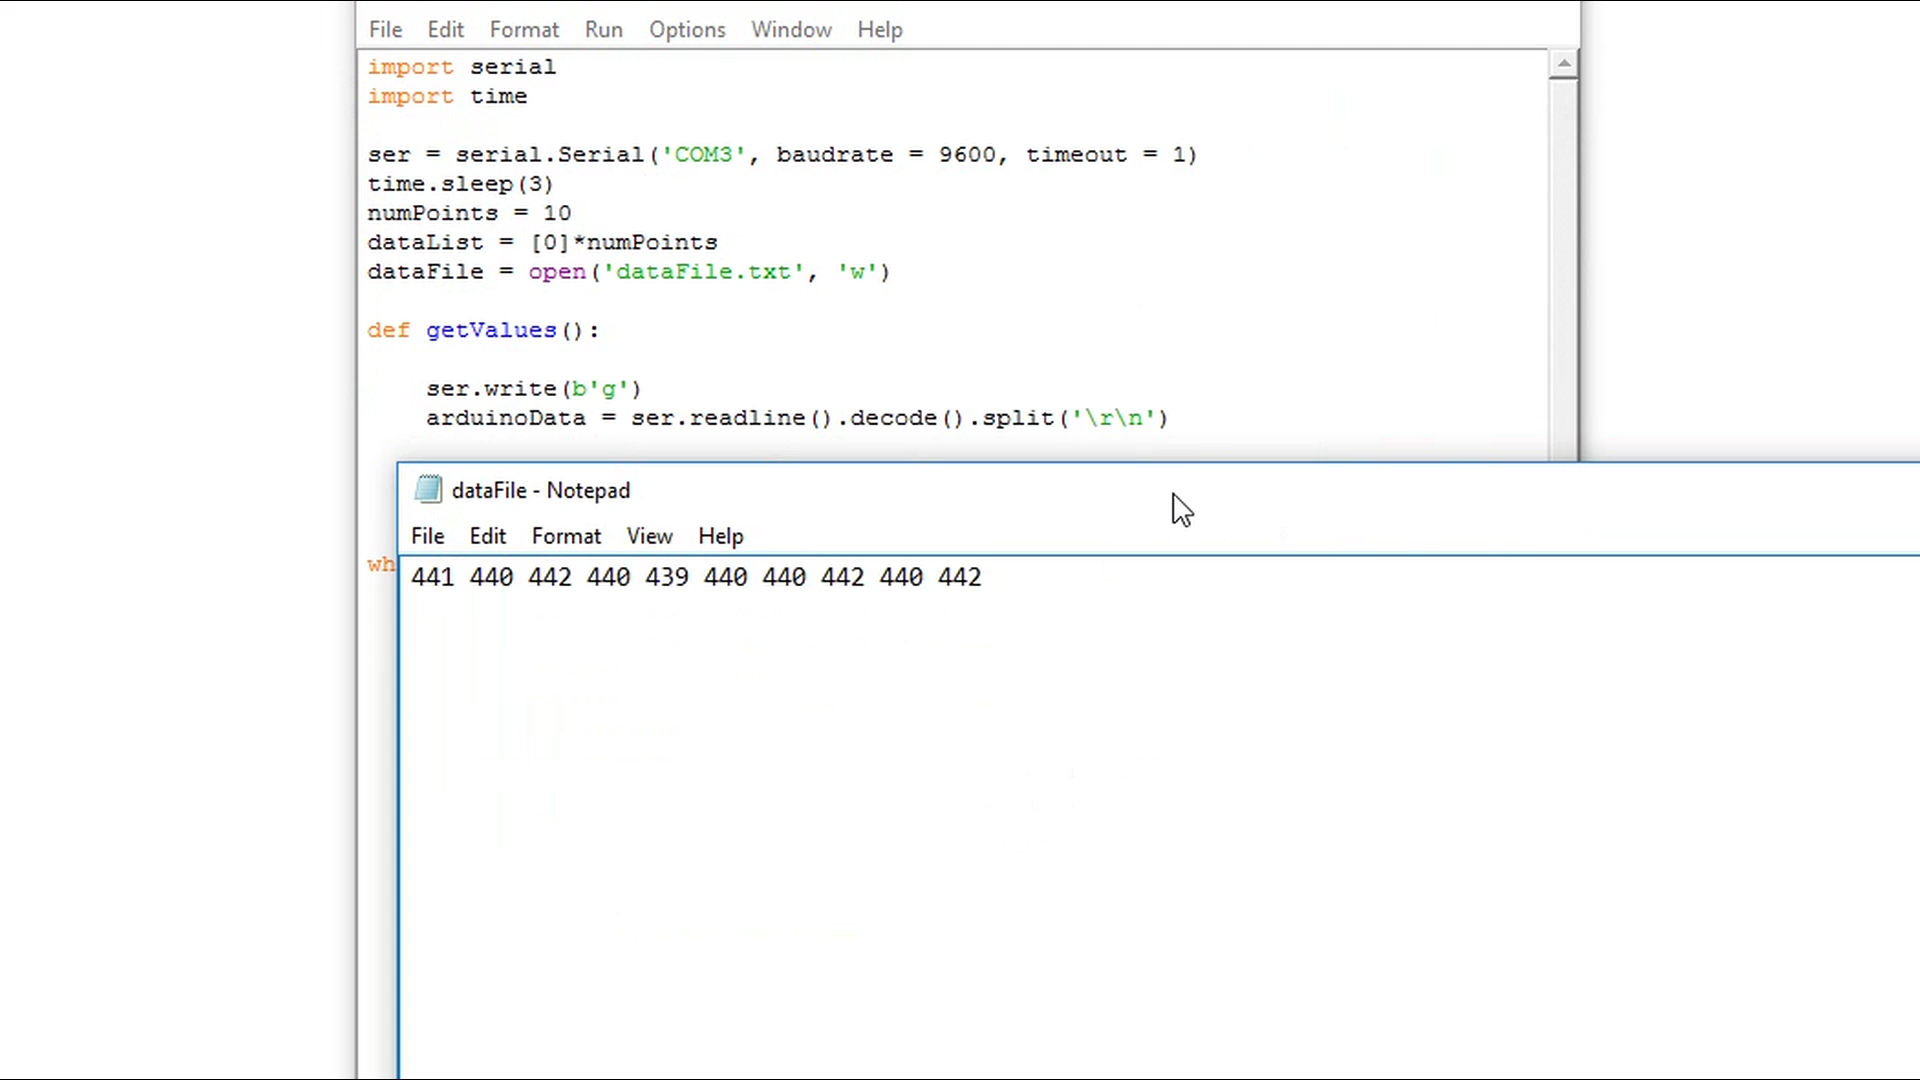 File Edit Format Run Options Window Help
import serial
import time
ser = serial.Serial('COM3', baudrate = 9600, timeout = 1)
time.sleep(3)
numPoints = 10
dataList = [0]*numPoints
dataFile = open('dataFile.txt', 'w')
def getValues():
ser.write(b'g')
arduinoData = ser.readline().decode().split('\r\n')
wh
dataFile - Notepad
File Edit Format View Help
441 440 442 440 439 440 440 442 440 442